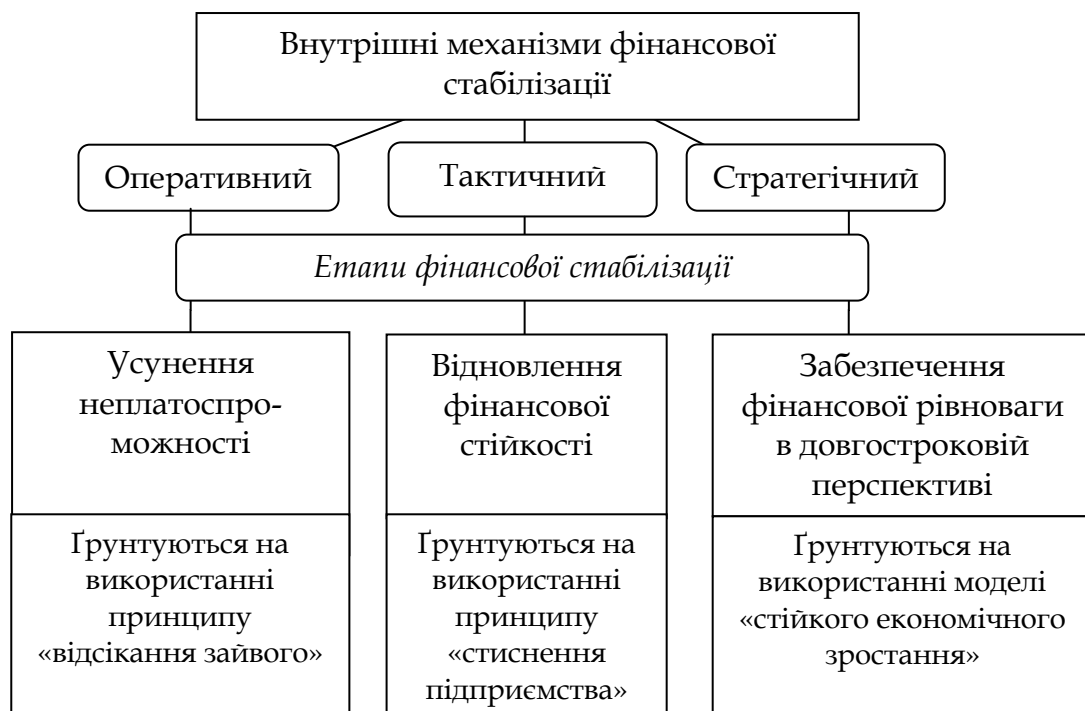 Внутрішні механізми фінансової
стабілізації
Оперативний
Тактичний
Стратегічний
Етапи фінансової стабілізації
Усунення
неплатоспро-
можності
Відновлення
фінансової
стійкості
Забезпечення
фінансової рівноваги
в довгостроковій
перспективі
Ґрунтуються на
використанні
принципу
«відсікання зайвого»
Ґрунтуються на
використанні
принципу
«стиснення
підприємства»
Ґрунтуються на
використанні моделі
«стійкого економічного
зростання»